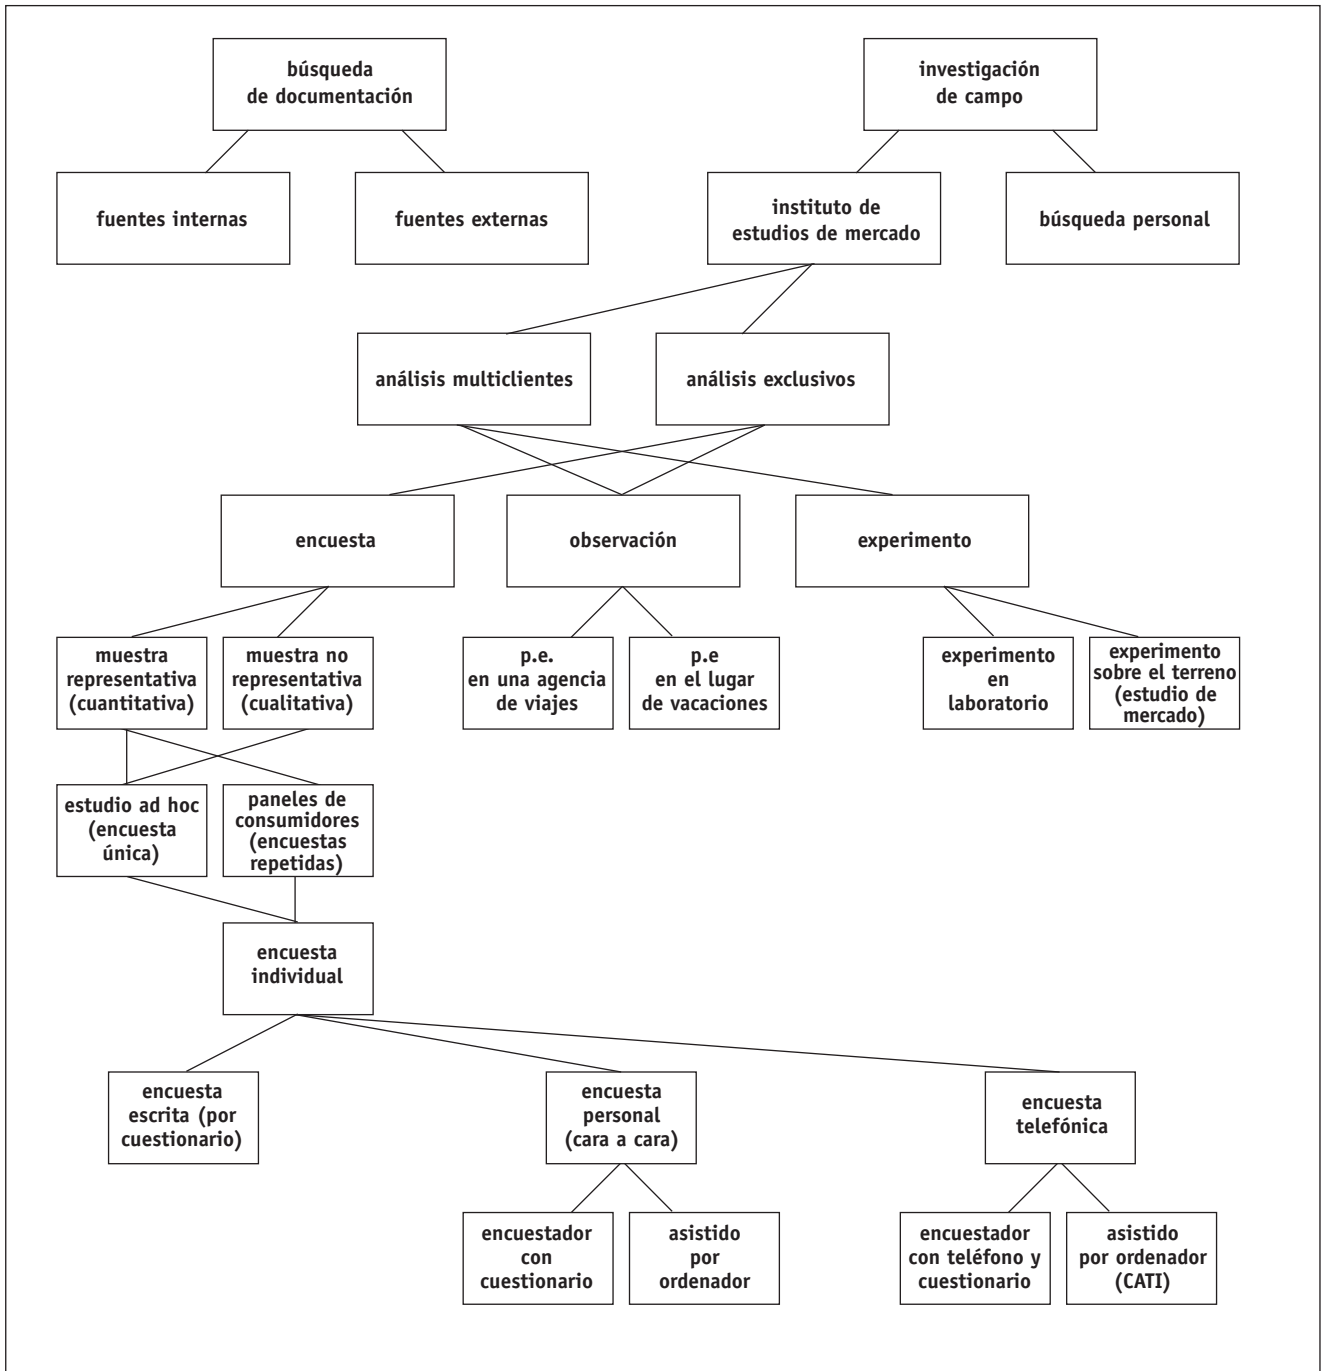 búsqueda
de documentación
investigación
de campo
fuentes internas
fuentes externas
instituto de
estudios de mercado
búsqueda personal
análisis multiclientes
análisis exclusivos
encuesta
observación
experimento
muestra
representativa
(cuantitativa)
muestra no
representativa
(cualitativa)
p.e.
en una agencia
de viajes
p.e
en el lugar
de vacaciones
experimento
en
laboratorio
experimento
sobre el terreno
(estudio de
mercado)
estudio ad hoc
(encuesta
única)
paneles de
consumidores
(encuestas
repetidas)
encuesta
individual
encuesta
escrita (por
cuestionario)
encuesta
personal
(cara a cara)
encuesta
telefónica
encuestador
con
cuestionario
asistido
por
ordenador
encuestador
con teléfono y
cuestionario
asistido
por ordenador
(CATI)